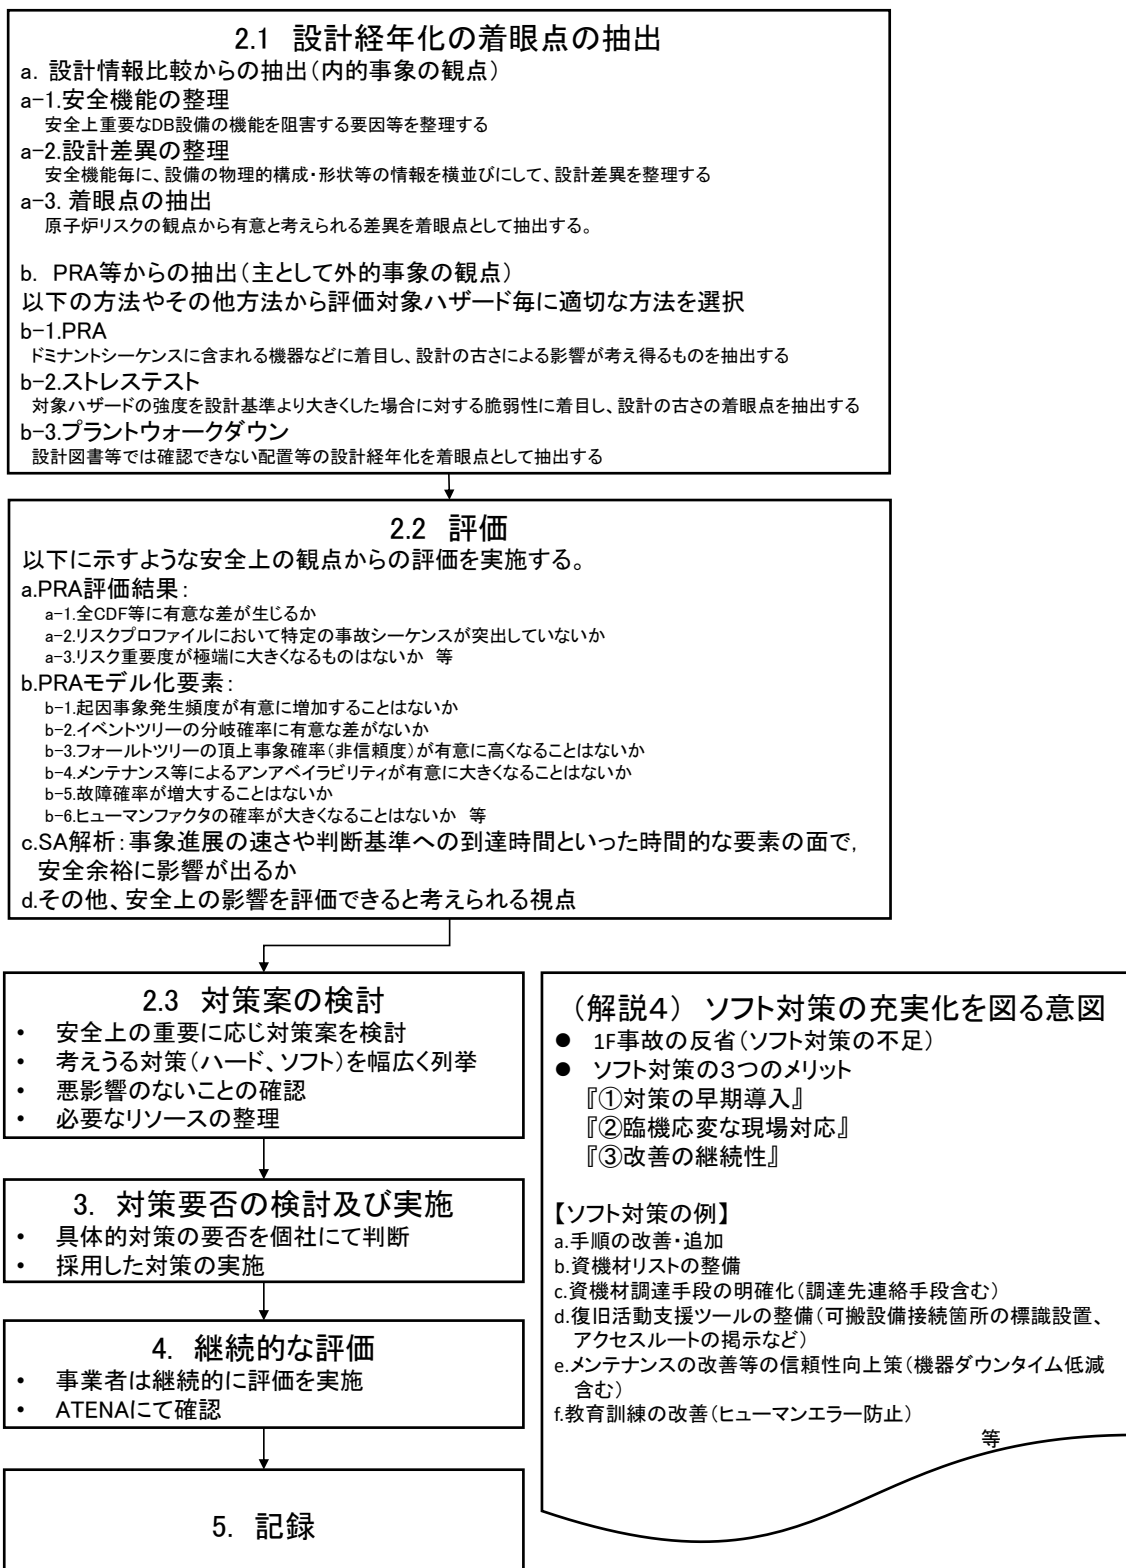 2.1 設計経年化の着眼点の抽出
a. 設計情報比較からの抽出（内的事象の観点）
a-1.安全機能の整理
安全上重要なDB設備の機能を阻害する要因等を整理する
a-2.設計差異の整理
安全機能毎に、設備の物理的構成・形状等の情報を横並びにして、設計差異を整理する
a-3. 着眼点の抽出
原子炉リスクの観点から有意と考えられる差異を着眼点として抽出する。
b. PRA等からの抽出（主として外的事象の観点）
以下の方法やその他方法から評価対象ハザード毎に適切な方法を選択
b-1.PRA
ドミナントシーケンスに含まれる機器などに着目し、設計の古さによる影響が考え得るものを抽出する
b-2.ストレステスト
対象ハザードの強度を設計基準より大きくした場合に対する脆弱性に着目し、設計の古さの着眼点を抽出する
b-3.プラントウォークダウン
設計図書等では確認できない配置等の設計経年化を着眼点として抽出する
2.2 評価
以下に示すような安全上の観点からの評価を実施する。
a.PRA評価結果：
a-1.全CDF等に有意な差が生じるか
a-2.リスクプロファイルにおいて特定の事故シーケンスが突出していないか
a-3.リスク重要度が極端に大きくなるものはないか 等
b.PRAモデル化要素：
b-1.起因事象発生頻度が有意に増加することはないか
b-2.イベントツリーの分岐確率に有意な差がないか
b-3.フォールトツリーの頂上事象確率（非信頼度）が有意に高くなることはないか
b-4.メンテナンス等によるアンアベイラビリティが有意に大きくなることはないか
b-5.故障確率が増大することはないか
b-6.ヒューマンファクタの確率が大きくなることはないか 等
c.SA解析：事象進展の速さや判断基準への到達時間といった時間的な要素の面で，
安全余裕に影響が出るか
d.その他、安全上の影響を評価できると考えられる視点
2.3 対策案の検討
• 安全上の重要に応じ対策案を検討
• 考えうる対策（ハード、ソフト）を幅広く列挙
• 悪影響のないことの確認
• 必要なリソースの整理
3. 対策要否の検討及び実施
• 具体的対策の要否を個社にて判断
• 採用した対策の実施
4. 継続的な評価
• 事業者は継続的に評価を実施
• ATENAにて確認
5. 記録
（解説４） ソフト対策の充実化を図る意図
● 1F事故の反省（ソフト対策の不足）
● ソフト対策の３つのメリット
『①対策の早期導入』
『②臨機応変な現場対応』
『③改善の継続性』
【ソフト対策の例】
a.手順の改善・追加
b.資機材リストの整備
c.資機材調達手段の明確化（調達先連絡手段含む）
d.復旧活動支援ツールの整備（可搬設備接続箇所の標識設置、
アクセスルートの掲示など）
e.メンテナンスの改善等の信頼性向上策（機器ダウンタイム低減
含む）
f.教育訓練の改善（ヒューマンエラー防止）
等